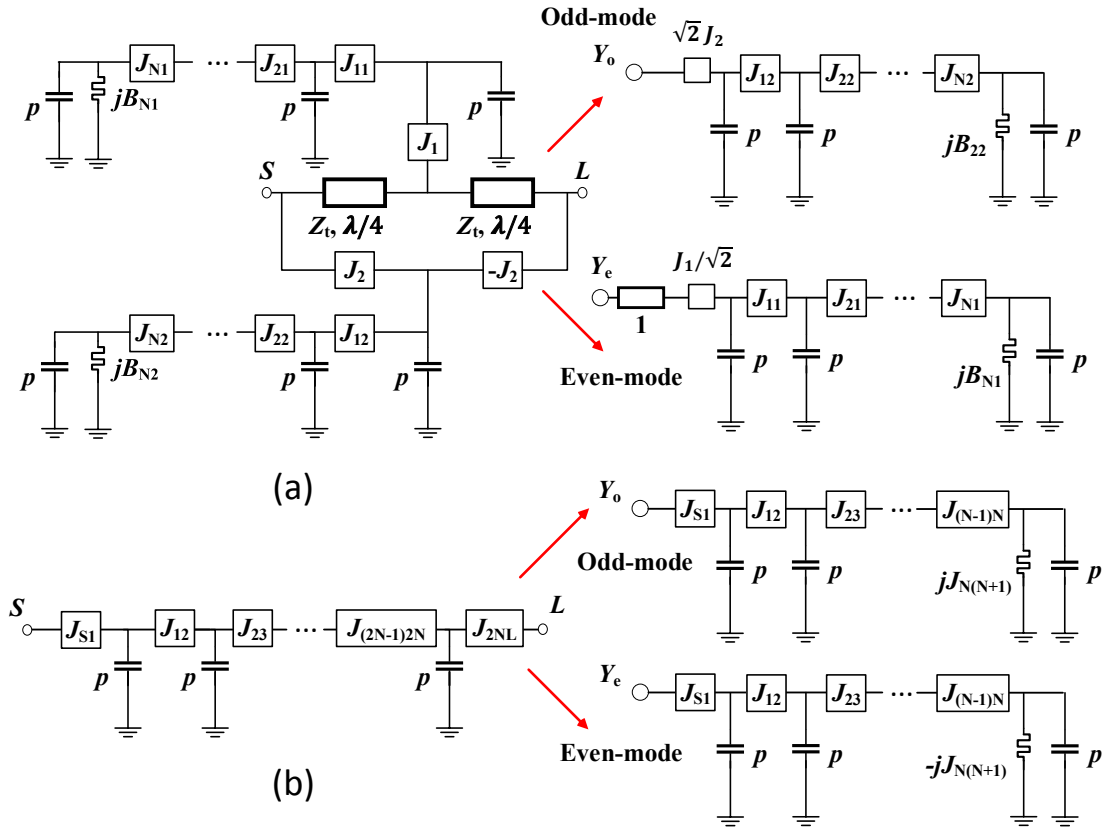 Odd-mode
√2 J2
Yo
JN1 ... J21 J11
J12 J22 ... JN2
p jBN1 p p
p p jB22 p
J1
S L
Zt, λ/4 Zt, λ/4
J2 -J2
Ye J1/√2
J11 J21 ... JN1
1
JN2 ... J22 J12
p jBN2 p p
p p jBN1 p
Even-mode
(a)
Yo JS1 J12 J23 ... J(N-1)N
Odd-mode
p p jJN(N+1) p
S L
JS1 J12 J23 ... J(2N-1)2N J2NL
p p p
Ye JS1 J12 J23 ... J(N-1)N
Even-mode
p p -jJN(N+1) p
(b)